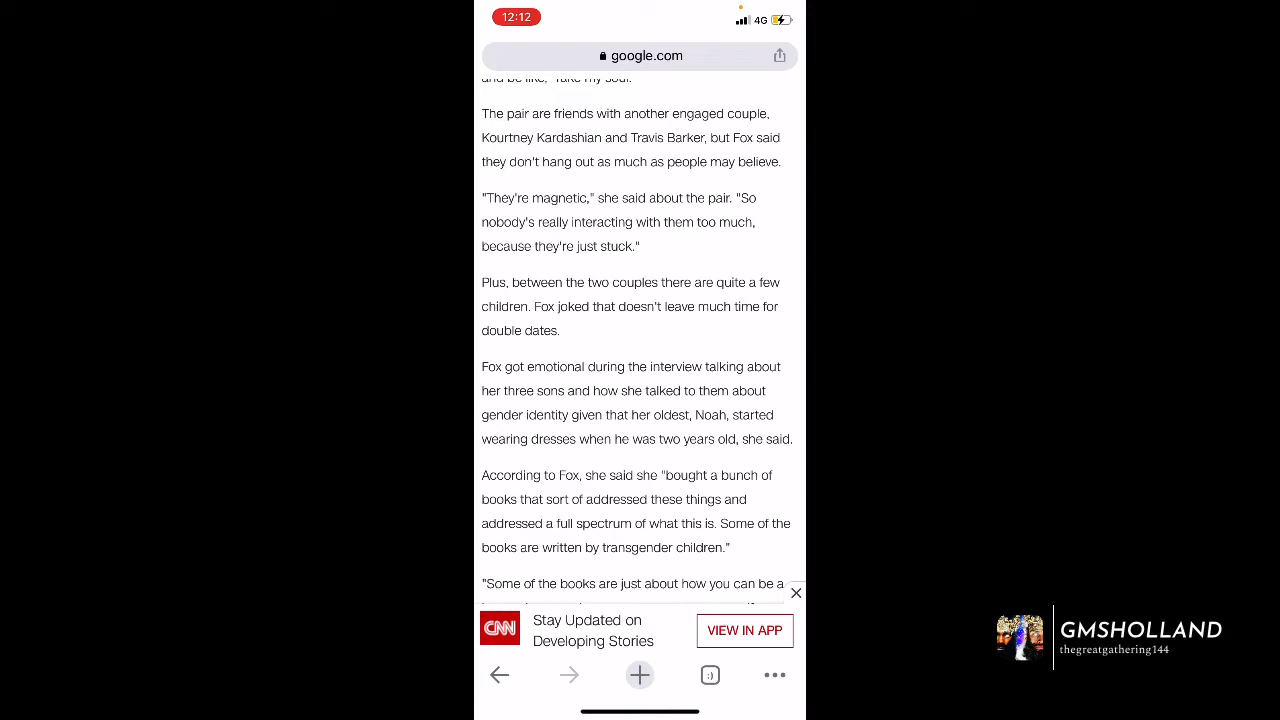 12:12
4G
google.com
and be like, "Take my soul."
The pair are friends with another engaged couple,
Kourtney Kardashian and Travis Barker, but Fox said
they don't hang out as much as people may believe.
"They're magnetic," she said about the pair. "So
nobody's really interacting with them too much,
because they're just stuck."
Plus, between the two couples there are quite a few
children. Fox joked that doesn't leave much time for
double dates.
Fox got emotional during the interview talking about
her three sons and how she talked to them about
gender identity given that her oldest, Noah, started
wearing dresses when he was two years old, she said.
According to Fox, she said she "bought a bunch of
books that sort of addressed these things and
addressed a full spectrum of what this is. Some of the
books are written by transgender children."
"Some of the books are just about how you can be a
CNN
Stay Updated on
Developing Stories
VIEW IN APP
:)
GMSHOLLAND
thegreatgathering144